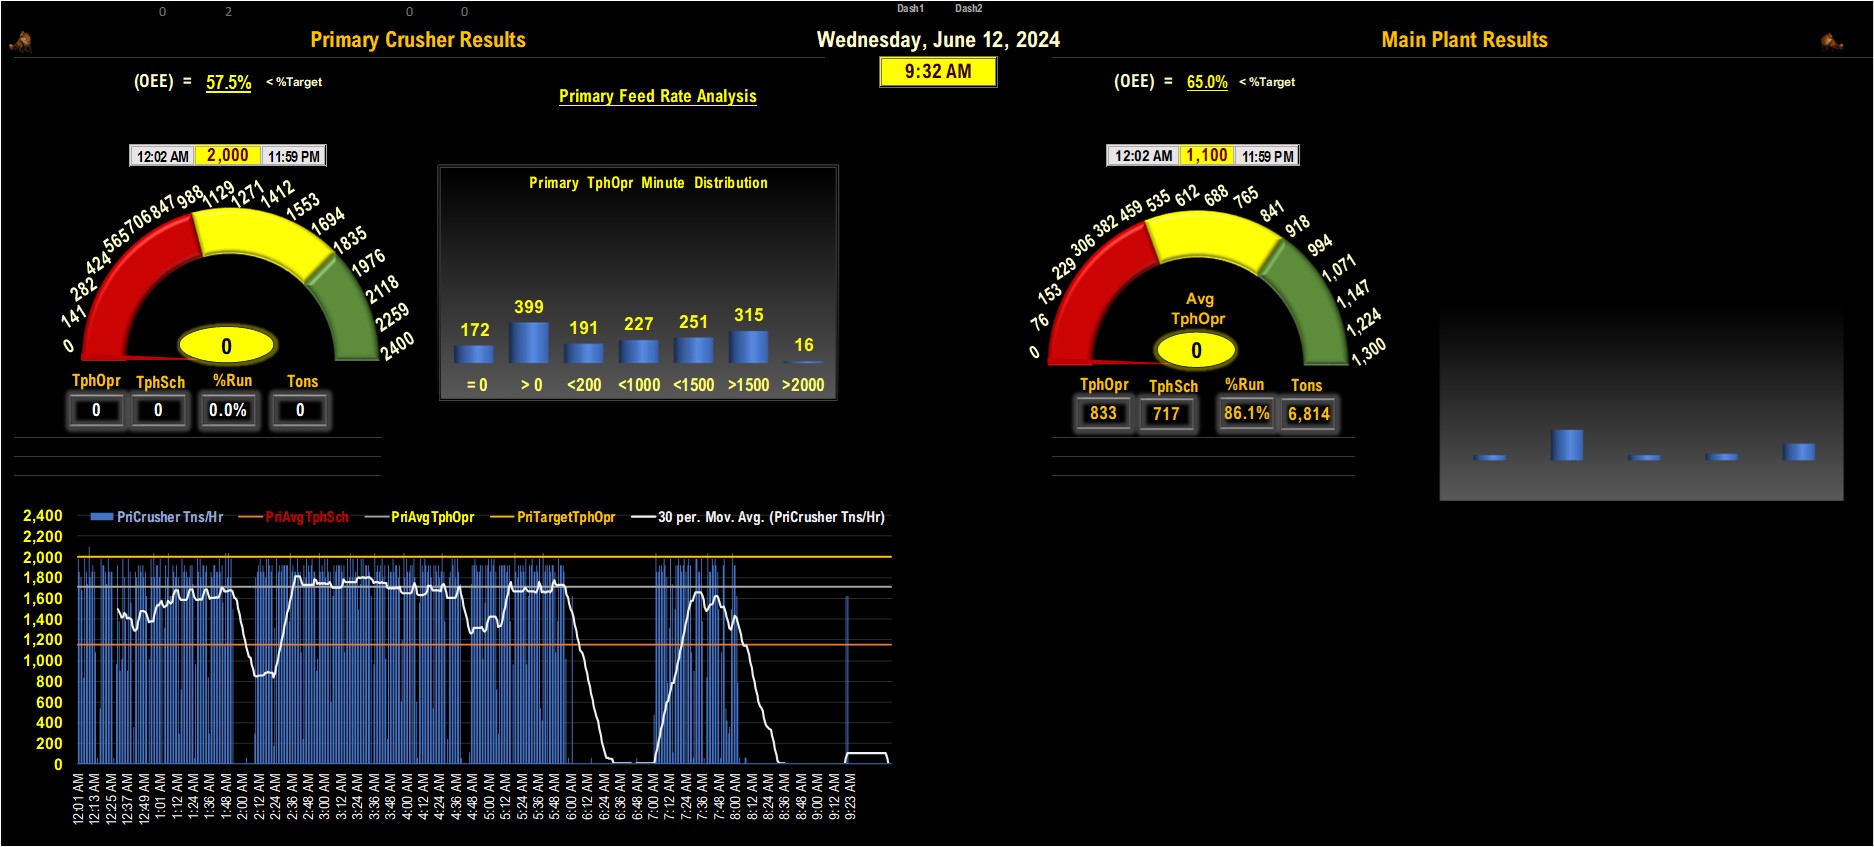 0 2 0 0 Dash1 Dash2
Primary Crusher Results
Wednesday, June 12, 2024
Main Plant Results
9:32 AM
(OEE) = 57.5% < %Target
Primary Feed Rate Analysis
(OEE) = 65.0% < %Target
12:02 AM 2,000 11:59 PM
0
141
282
424
565
706
847
988
1129
1271
1412
1553
1694
1835
1976
2118
2259
2400
0
TphOpr TphSch %Run Tons
0 0 0.0% 0
Primary TphOpr Minute Distribution
172 399 191 227 251 315 16
= 0 > 0 <200 <1000 <1500 >1500 >2000
12:02 AM 1,100 11:59 PM
0
76
153
229
306
382
459
535
612
688
765
841
918
994
1,071
1,147
1,224
1,300
Avg
TphOpr
0
TphOpr TphSch %Run Tons
833 717 86.1% 6,814
PriCrusher Tns/Hr PriAvgTphSch PriAvgTphOpr PriTargetTphOpr 30 per. Mov. Avg. (PriCrusher Tns/Hr)
2,400
2,200
2,000
1,800
1,600
1,400
1,200
1,000
800
600
400
200
0
12:01 AM
12:13 AM
12:25 AM
12:37 AM
12:49 AM
1:01 AM
1:12 AM
1:24 AM
1:36 AM
1:48 AM
2:00 AM
2:12 AM
2:24 AM
2:36 AM
2:48 AM
3:00 AM
3:12 AM
3:24 AM
3:36 AM
3:48 AM
4:00 AM
4:12 AM
4:24 AM
4:36 AM
4:48 AM
5:00 AM
5:12 AM
5:24 AM
5:36 AM
5:48 AM
6:00 AM
6:12 AM
6:24 AM
6:36 AM
6:48 AM
7:00 AM
7:12 AM
7:24 AM
7:36 AM
7:48 AM
8:00 AM
8:12 AM
8:24 AM
8:36 AM
8:48 AM
9:00 AM
9:12 AM
9:23 AM